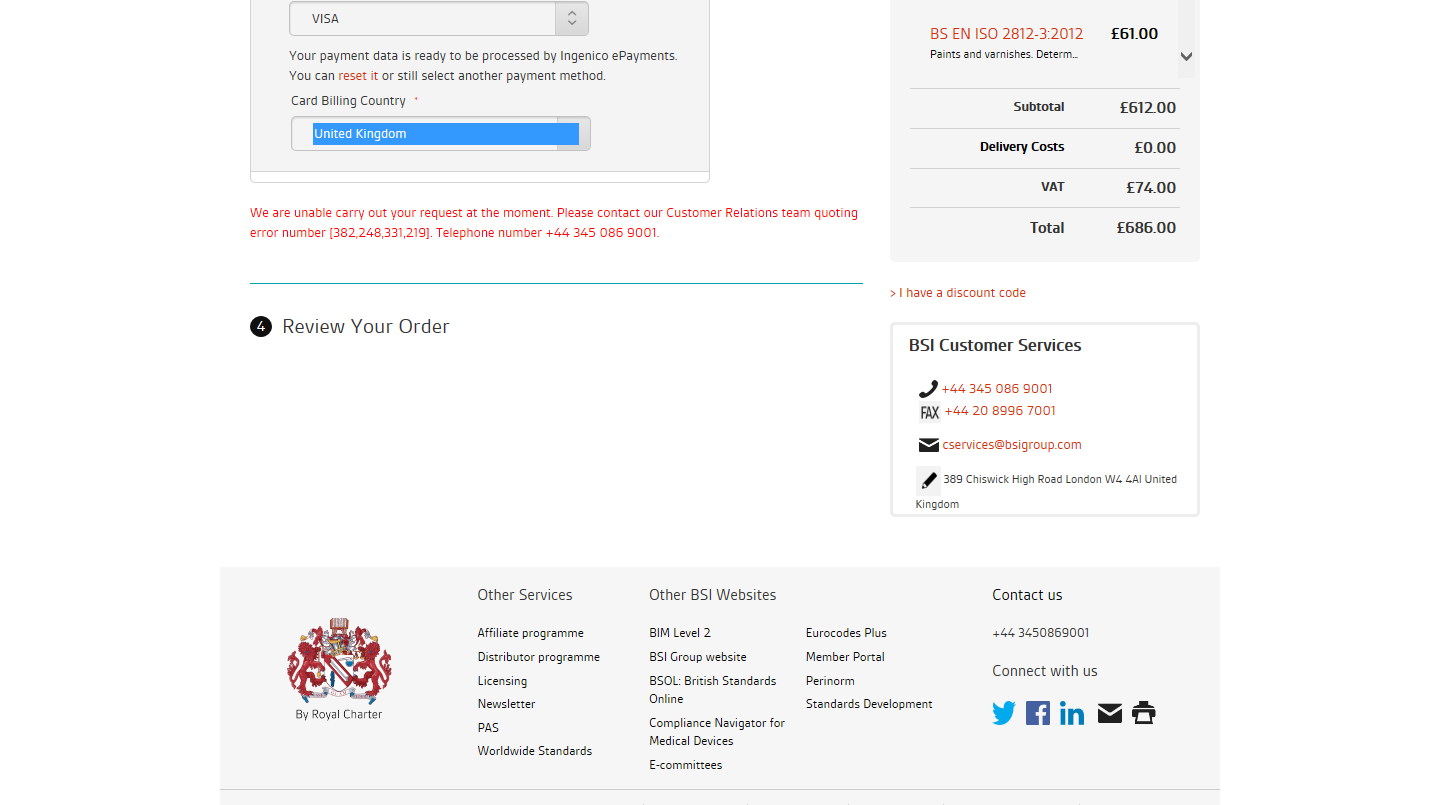 VISA
Your payment data is ready to be processed by Ingenico ePayments.
You can reset it or still select another payment method.
Card Billing Country *
United Kingdom
We are unable carry out your request at the moment. Please contact our Customer Relations team quoting
error number [382,248,331,219]. Telephone number +44 345 086 9001.
4 Review Your Order
BS EN ISO 2812-3:2012 £61.00
Paints and varnishes. Determ...
Subtotal £612.00
Delivery Costs £0.00
VAT £74.00
Total £686.00
> I have a discount code
BSI Customer Services
+44 345 086 9001
FAX +44 20 8996 7001
cservices@bsigroup.com
389 Chiswick High Road London W4 4Al United
Kingdom
By Royal Charter
Other Services
Affiliate programme
Distributor programme
Licensing
Newsletter
PAS
Worldwide Standards
Other BSI Websites
BIM Level 2
BSI Group website
BSOL: British Standards
Online
Compliance Navigator for
Medical Devices
E-committees
Eurocodes Plus
Member Portal
Perinorm
Standards Development
Contact us
+44 3450869001
Connect with us